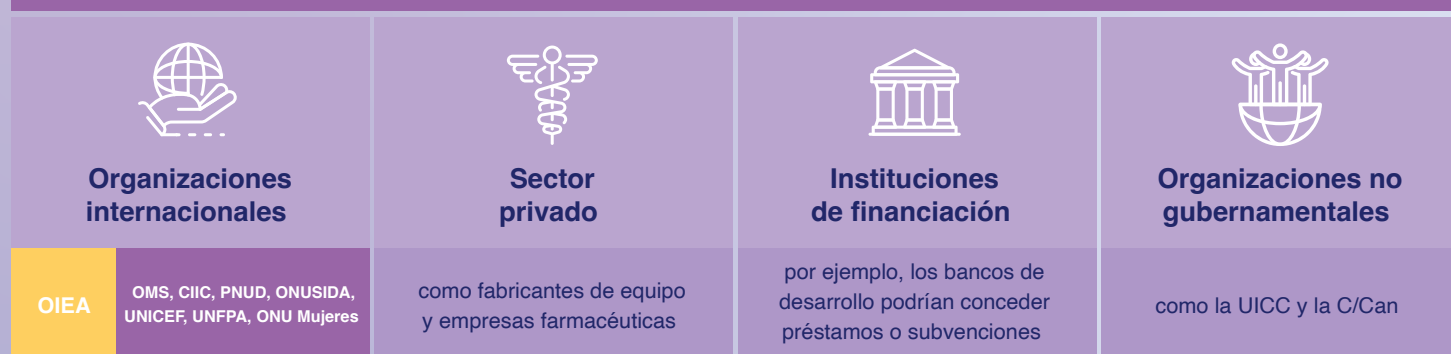 Organizaciones
internacionales
OIEA
OMS, CIIC, PNUD, ONUSIDA,
UNICEF, UNFPA, ONU Mujeres
Sector
privado
como fabricantes de equipo
y empresas farmacéuticas
Instituciones
de financiación
por ejemplo, los bancos de
desarrollo podrían conceder
préstamos o subvenciones
Organizaciones no
gubernamentales
como la UICC y la C/Can